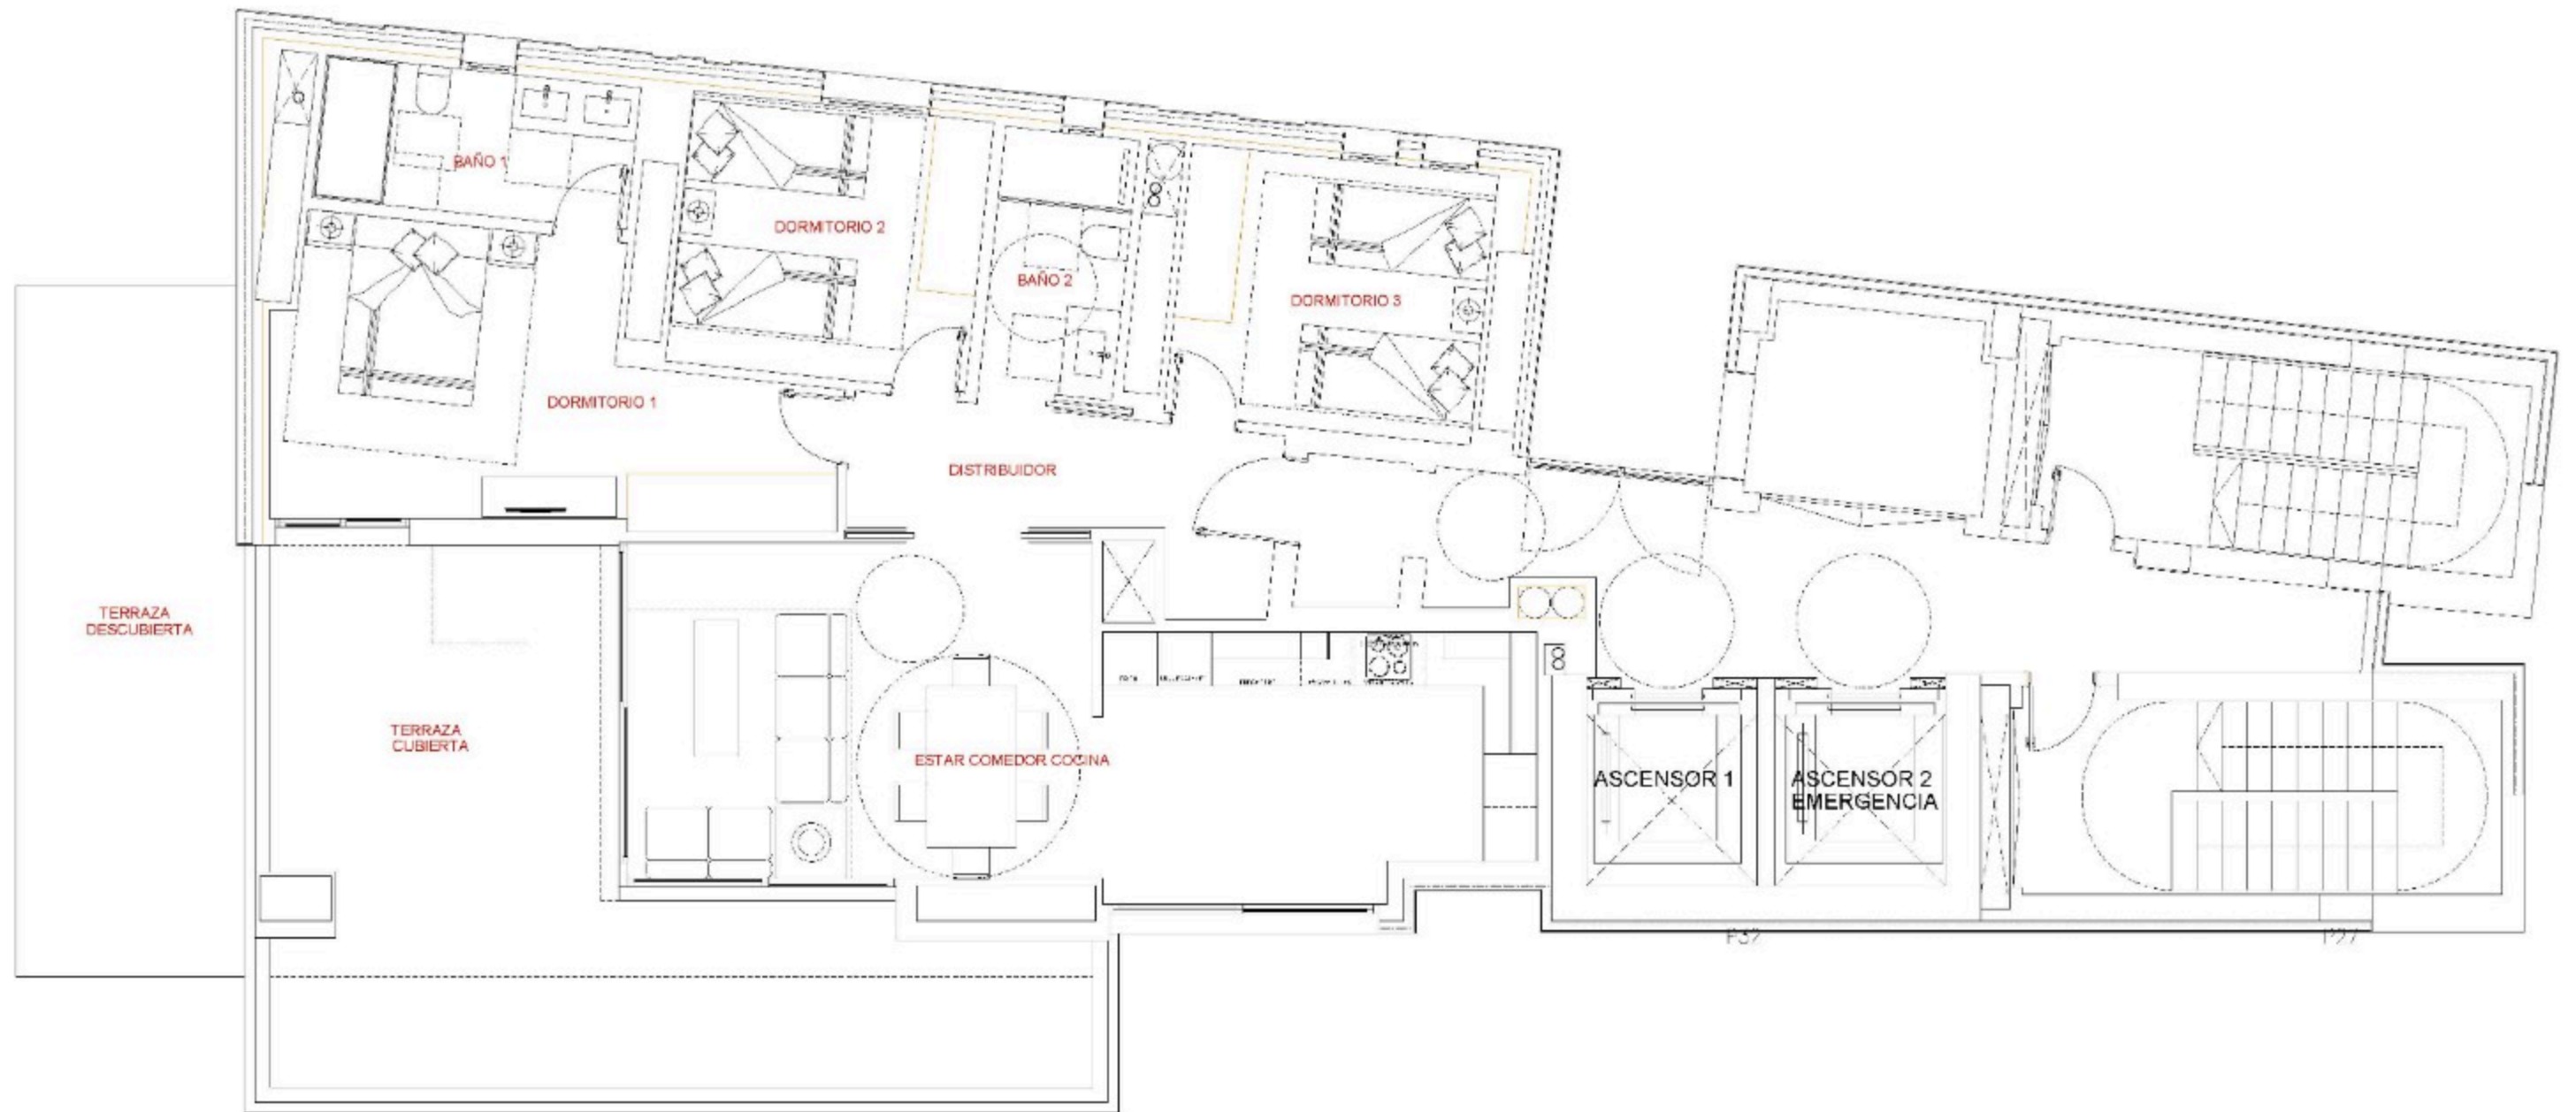 BAÑO 1
DORMITORIO 2
BAÑO 2
DORMITORIO 3
DORMITORIO 1
DISTRIBUIDOR
TERRAZA
DESCUBIERTA
TERRAZA
CUBIERTA
ESTAR COMEDOR COCINA
ASCENSOR 1
ASCENSOR 2
EMERGENCIA